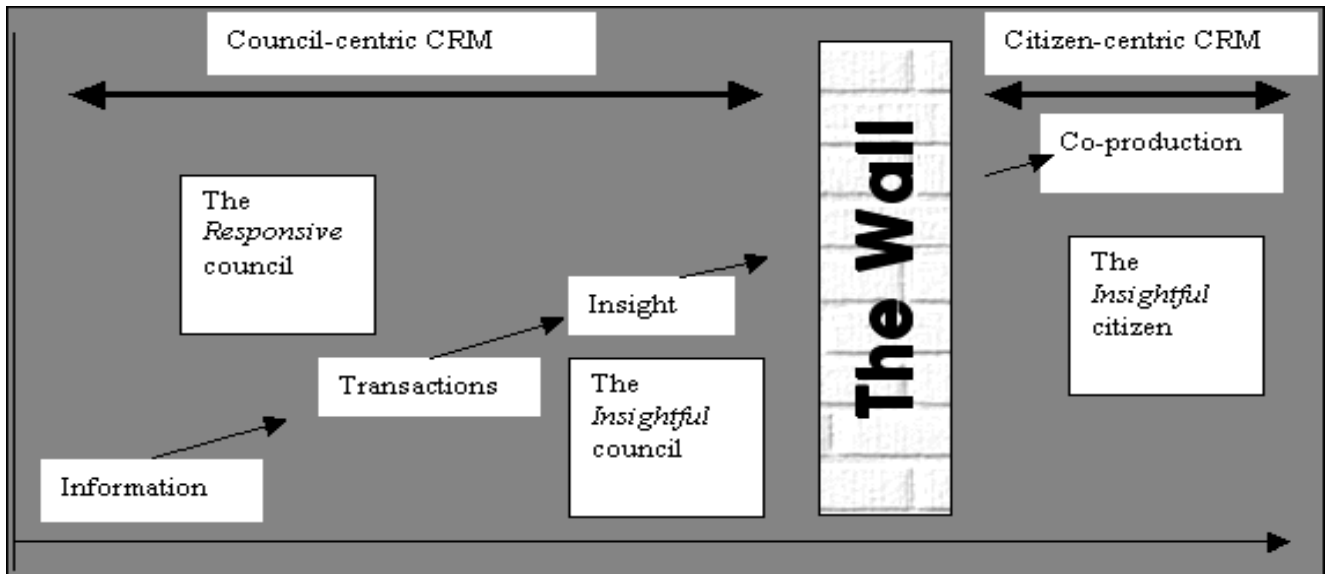 Council-centric CRM
Citizen-centric CRM
The Wall
Co-production
The
Responsive
council
The
Insightful
citizen
Insight
Transactions
The
Insightful
council
Information